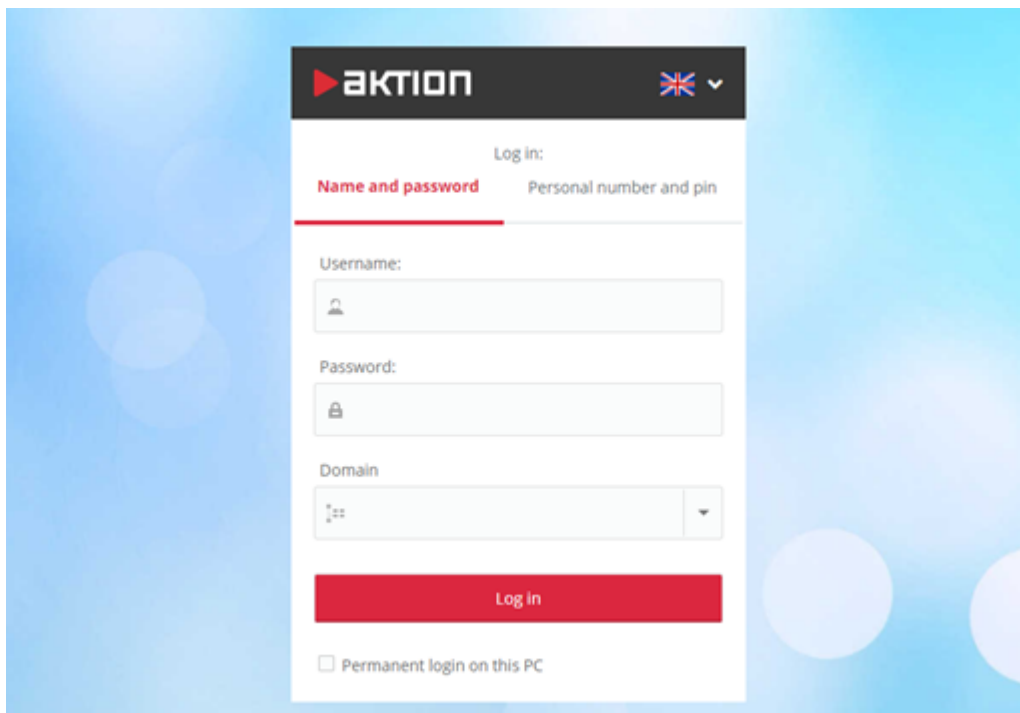 aktion
Log in:
Name and password Personal number and pin
Username:
Password:
Domain
Log in
Permanent login on this PC